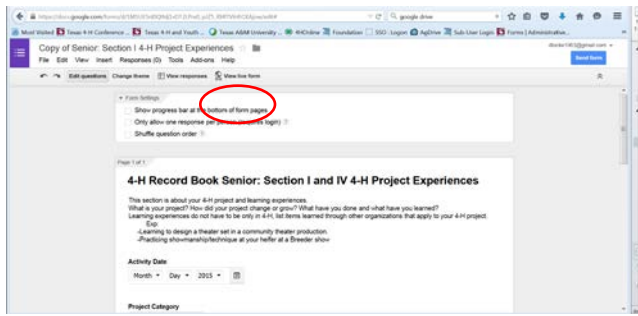 google drive
Most Visited Texas 4-H Conference ... Texas 4-H and Youth ... Texas A&M University ... 4HOnline Foundation SSO: Logon AgDrive Sub-User Login Forms | Administrative...
Copy of Senior: Section I 4-H Project Experiences
File Edit View Insert Responses (0) Tools Add-ons Help
Send form
Edit questions Change theme View responses View live form
Form Settings
Show progress bar at the bottom of form pages
Only allow one response per person (requires login)
Shuffle question order
Page 1 of 1
4-H Record Book Senior: Section I and IV 4-H Project Experiences
This section is about your 4-H project and learning experiences
What is your project? How did your project change or grow? What have you done and what have you learned?
Learning experiences do not have to be only in 4-H, list items learned through other organizations that apply to your 4-H project.
Exp:
-Learning to design a theater set in a community theater production.
-Practicing showmanship/technique at your heifer at a Breeder show
Activity Date
Month Day 2015
Project Category